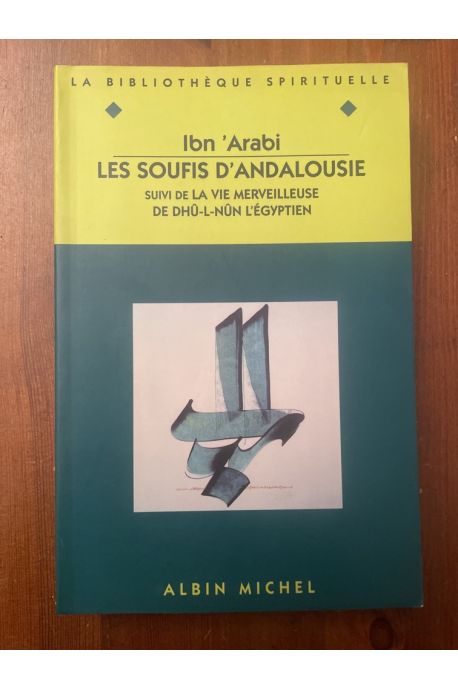 LA BIBLIOTHÈQUE SPIRITUELLE
Ibn 'Arabi
LES SOUFIS D'ANDALOUSIE
SUIVI DE LA VIE MERVEILLEUSE
DE DHÛ-L-NÛN L'ÉGYPTIEN
ALBIN MICHEL